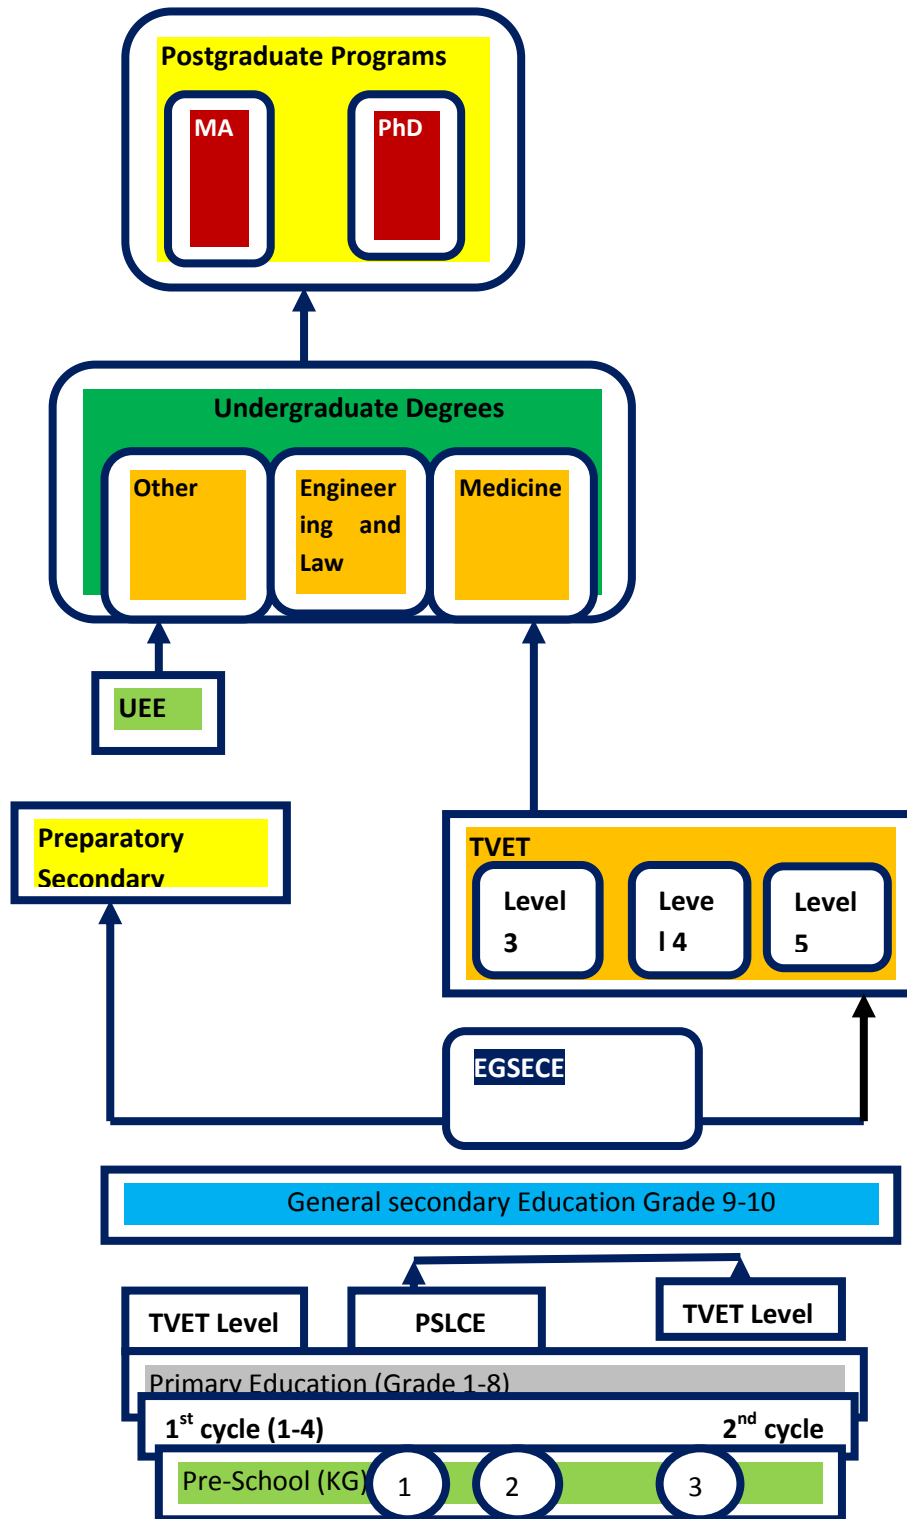 Postgraduate Programs
MA
PhD
Undergraduate Degrees
Other
Engineer
ing and
Law
Medicine
UEE
Preparatory
Secondary
TVET
Level
3
Leve
l 4
Level
5
EGSECE
General secondary Education Grade 9-10
TVET Level
PSLCE
TVET Level
Primary Education (Grade 1-8)
1st cycle (1-4)
2nd cycle
Pre-School (KG)
1
2
3